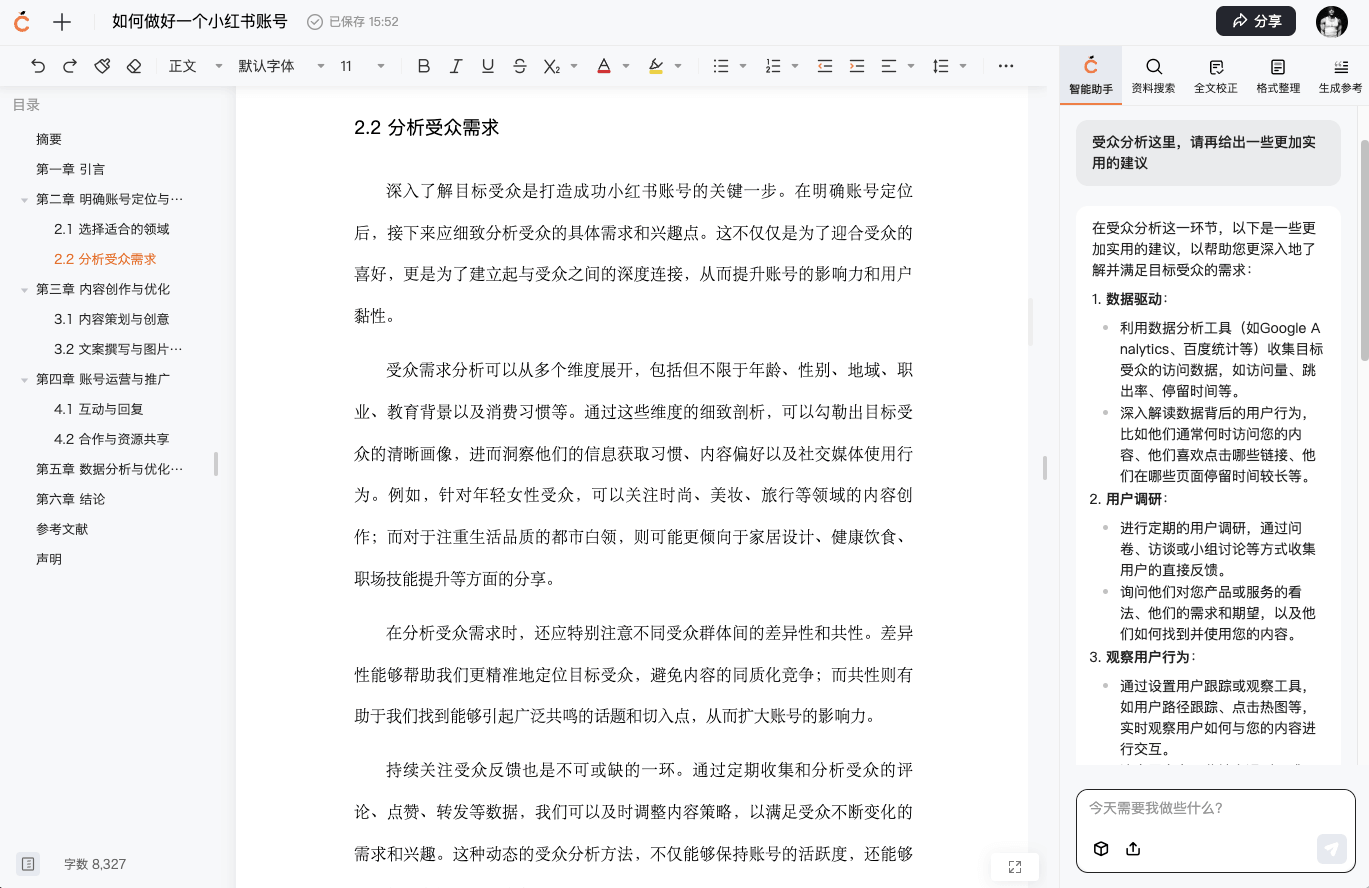 如何做好一个小红书账号
已保存 15:52
分享
正文
默认字体
11
B
I
U
S
X₂
A
智能助手
资料搜索
全文校正
格式整理
生成参考
目录
摘要
第一章 引言
第二章 明确账号定位与…
2.1 选择适合的领域
2.2 分析受众需求
第三章 内容创作与优化
3.1 内容策划与创意
3.2 文案撰写与图片…
第四章 账号运营与推广
4.1 互动与回复
4.2 合作与资源共享
第五章 数据分析与优化…
第六章 结论
参考文献
声明
字数 8,327
2.2 分析受众需求
深入了解目标受众是打造成功小红书账号的关键一步。在明确账号定位
后，接下来应细致分析受众的具体需求和兴趣点。这不仅仅是为了迎合受众的
喜好，更是为了建立起与受众之间的深度连接，从而提升账号的影响力和用户
黏性。
受众需求分析可以从多个维度展开，包括但不限于年龄、性别、地域、职
业、教育背景以及消费习惯等。通过这些维度的细致剖析，可以勾勒出目标受
众的清晰画像，进而洞察他们的信息获取习惯、内容偏好以及社交媒体使用行
为。例如，针对年轻女性受众，可以关注时尚、美妆、旅行等领域的内容创
作；而对于注重生活品质的都市白领，则可能更倾向于家居设计、健康饮食、
职场技能提升等方面的分享。
在分析受众需求时，还应特别注意不同受众群体间的差异性和共性。差异
性能够帮助我们更精准地定位目标受众，避免内容的同质化竞争；而共性则有
助于我们找到能够引起广泛共鸣的话题和切入点，从而扩大账号的影响力。
持续关注受众反馈也是不可或缺的一环。通过定期收集和分析受众的评
论、点赞、转发等数据，我们可以及时调整内容策略，以满足受众不断变化的
需求和兴趣。这种动态的受众分析方法，不仅能够保持账号的活跃度，还能够
受众分析这里，请再给出一些更加实
用的建议
在受众分析这一环节，以下是一些更
加实用的建议，以帮助您更深入地了
解并满足目标受众的需求：
1. 数据驱动：
利用数据分析工具（如Google A
nalytics、百度统计等）收集目标
受众的访问数据，如访问量、跳
出率、停留时间等。
深入解读数据背后的用户行为，
比如他们通常何时访问您的内
容、他们喜欢点击哪些链接、他
们在哪些页面停留时间较长等。
2. 用户调研：
进行定期的用户调研，通过问
卷、访谈或小组讨论等方式收集
用户的直接反馈。
询问他们对您产品或服务的看
法、他们的需求和期望，以及他
们如何找到并使用您的内容。
3. 观察用户行为：
通过设置用户跟踪或观察工具，
如用户路径跟踪、点击热图等，
实时观察用户如何与您的内容进
行交互。
今天需要我做些什么？